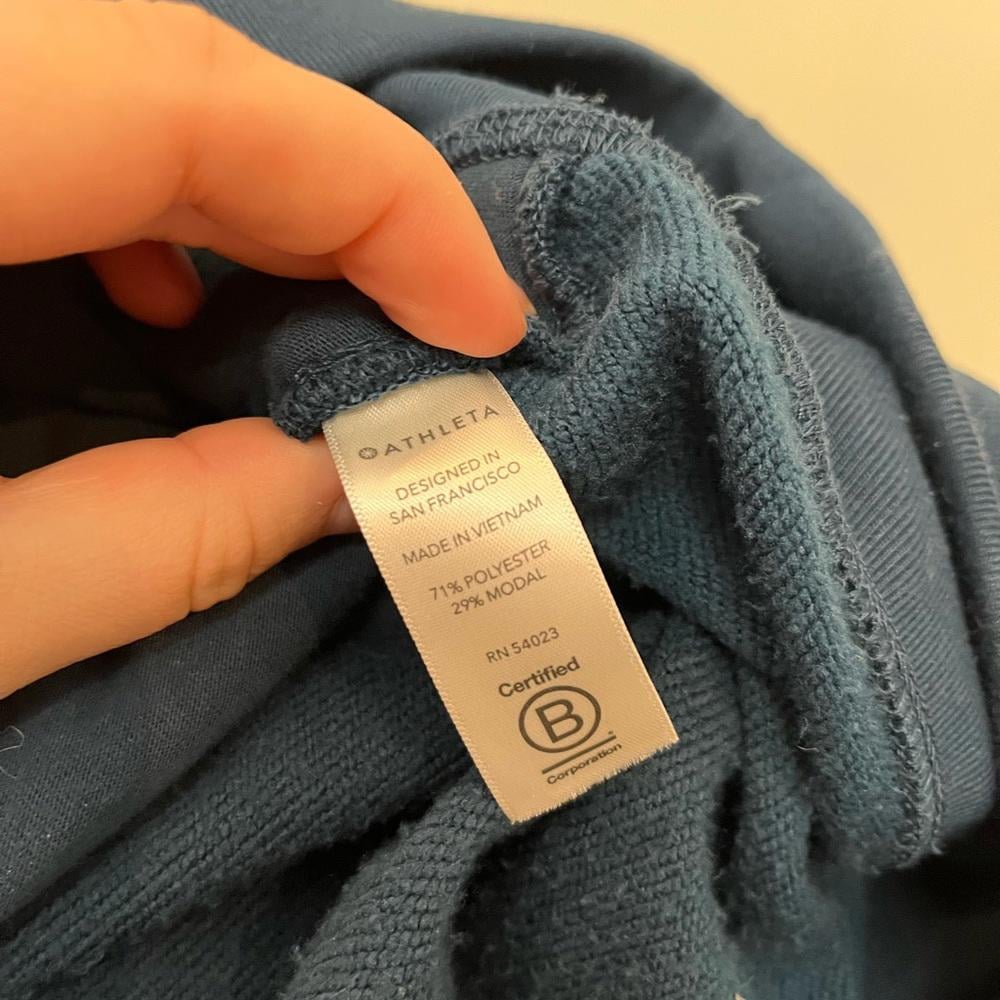 ATHLETA
DESIGNED IN
SAN FRANCISCO
MADE IN VIETNAM
71% POLYESTER
29% MODAL
RN 54023
Certified
B
Corporation